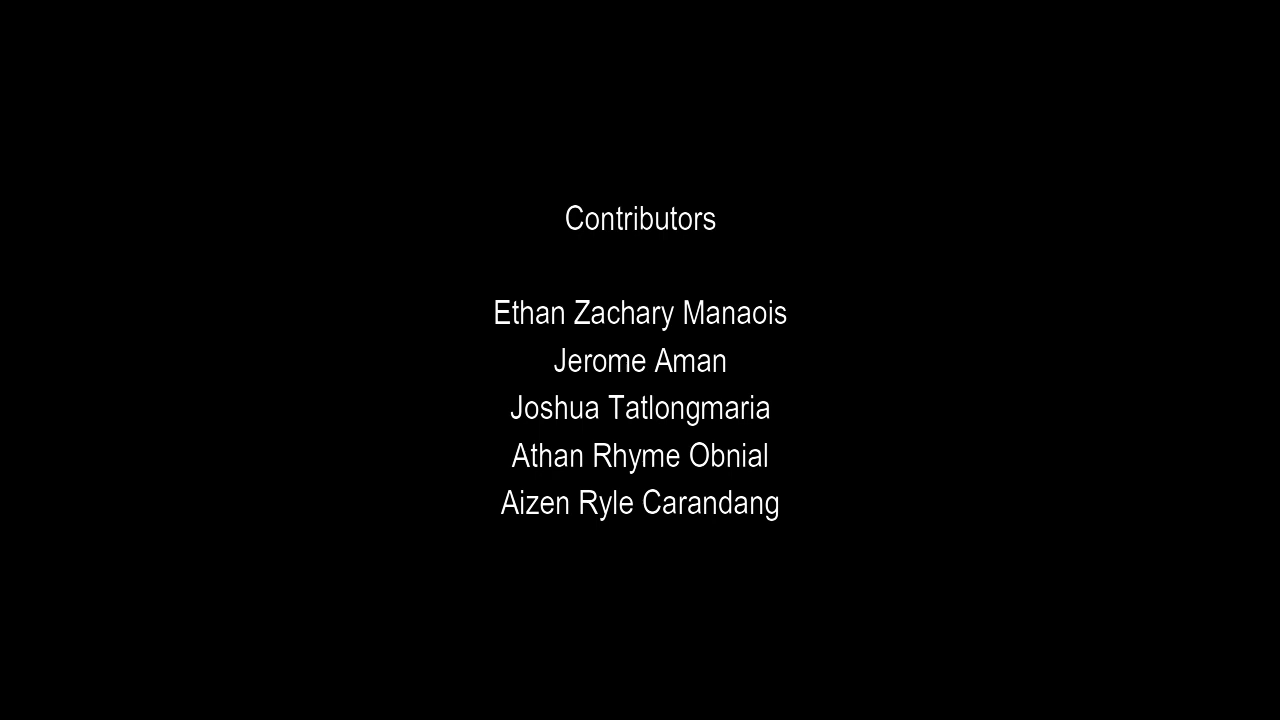 Contributors
Ethan Zachary Manaois
Jerome Aman
Joshua Tatlongmaria
Athan Rhyme Obnial
Aizen Ryle Carandang